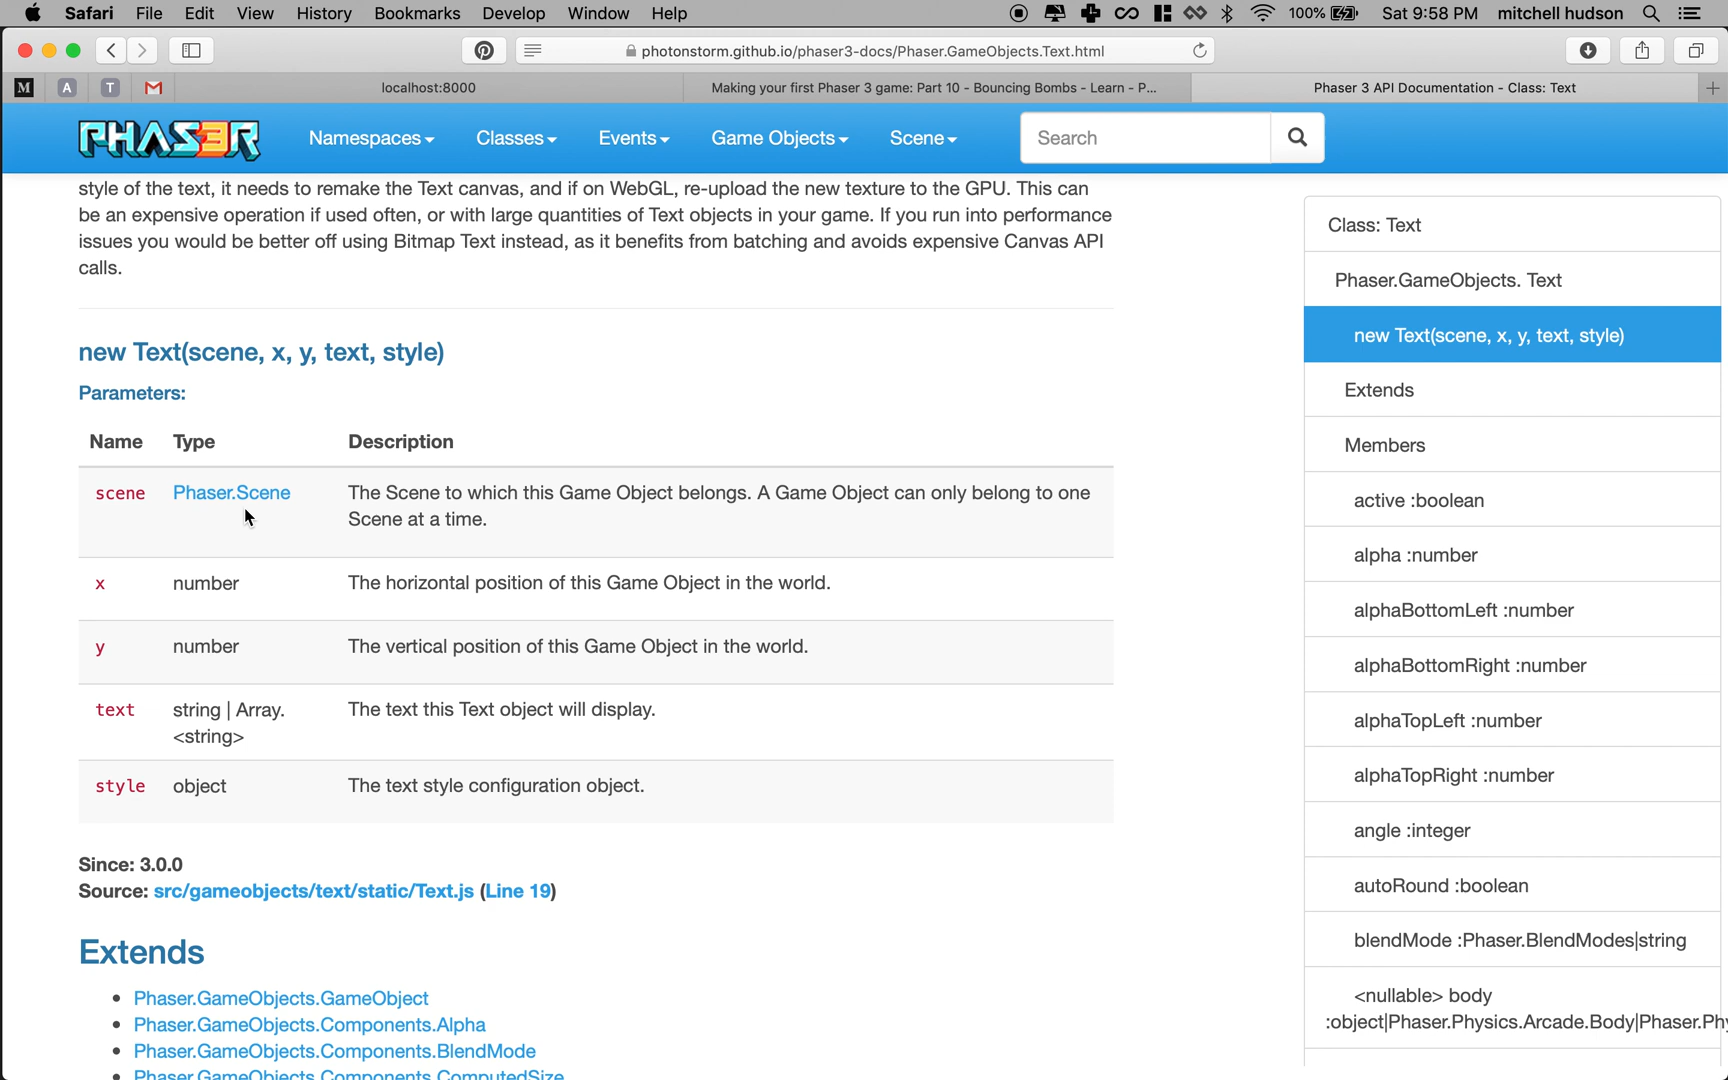 Safari File Edit View History Bookmarks Develop Window Help 100% Sat 9:58 PM mitchell hudson
photonstorm.github.io/phaser3-docs/Phaser.GameObjects.Text.html
M A T localhost:8000 Making your first Phaser 3 game: Part 10 - Bouncing Bombs - Learn - P... Phaser 3 API Documentation - Class: Text
PHAS3R Namespaces Classes Events Game Objects Scene Search
style of the text, it needs to remake the Text canvas, and if on WebGL, re-upload the new texture to the GPU. This can
be an expensive operation if used often, or with large quantities of Text objects in your game. If you run into performance
issues you would be better off using Bitmap Text instead, as it benefits from batching and avoids expensive Canvas API
calls.
new Text(scene, x, y, text, style)
Parameters:
Name Type Description
scene Phaser.Scene The Scene to which this Game Object belongs. A Game Object can only belong to one
Scene at a time.
x number The horizontal position of this Game Object in the world.
y number The vertical position of this Game Object in the world.
text string | Array. The text this Text object will display.
<string>
style object The text style configuration object.
Since: 3.0.0
Source: src/gameobjects/text/static/Text.js (Line 19)
Extends
• Phaser.GameObjects.GameObject
• Phaser.GameObjects.Components.Alpha
• Phaser.GameObjects.Components.BlendMode
• Phaser.GameObjects.Components.ComputedSize
Class: Text
Phaser.GameObjects. Text
new Text(scene, x, y, text, style)
Extends
Members
active :boolean
alpha :number
alphaBottomLeft :number
alphaBottomRight :number
alphaTopLeft :number
alphaTopRight :number
angle :integer
autoRound :boolean
blendMode :Phaser.BlendModes|string
<nullable> body
:object|Phaser.Physics.Arcade.Body|Phaser.Phy